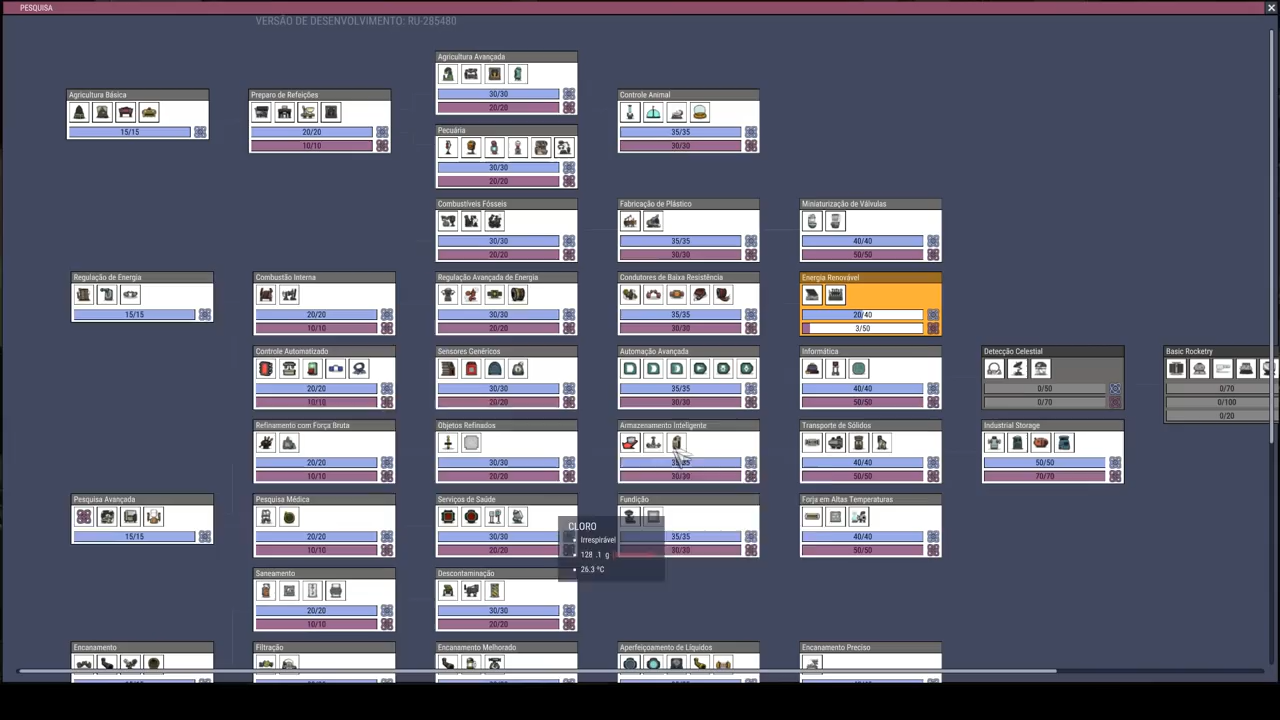 PESQUISA
VERSÃO DE DESENVOLVIMENTO: RU-285480
Agricultura Avançada
30/30
20/20
Agricultura Básica
15/15
Preparo de Refeições
20/20
10/10
Controle Animal
35/35
30/30
Pecuária
30/30
20/20
Combustíveis Fósseis
30/30
20/20
Fabricação de Plástico
35/35
30/30
Miniaturização de Válvulas
40/40
50/50
Regulação de Energia
15/15
Combustão Interna
20/20
10/10
Regulação Avançada de Energia
30/30
20/20
Condutores de Baixa Resistência
35/35
30/30
Energia Renovável
20/40
3/50
Controle Automatizado
20/20
10/10
Sensores Genéricos
30/30
20/20
Automação Avançada
35/35
30/30
Informática
40/40
50/50
Detecção Celestial
0/50
0/70
Basic Rocketry
0/70
0/100
0/20
Refinamento com Força Bruta
20/20
10/10
Objetos Refinados
30/30
20/20
Armazenamento Inteligente
35/35
30/30
Transporte de Sólidos
40/40
50/50
Industrial Storage
50/50
70/70
Pesquisa Avançada
15/15
Pesquisa Médica
20/20
10/10
Serviços de Saúde
30/30
20/20
Fundição
35/35
30/30
Forja em Altas Temperaturas
40/40
50/50
CLORO
Irrespirável
128 .1 g
26,3 ºC
Saneamento
20/20
10/10
Descontaminação
30/30
20/20
Encanamento
Filtração
Encanamento Melhorado
Aperfeiçoamento de Líquidos
Encanamento Preciso